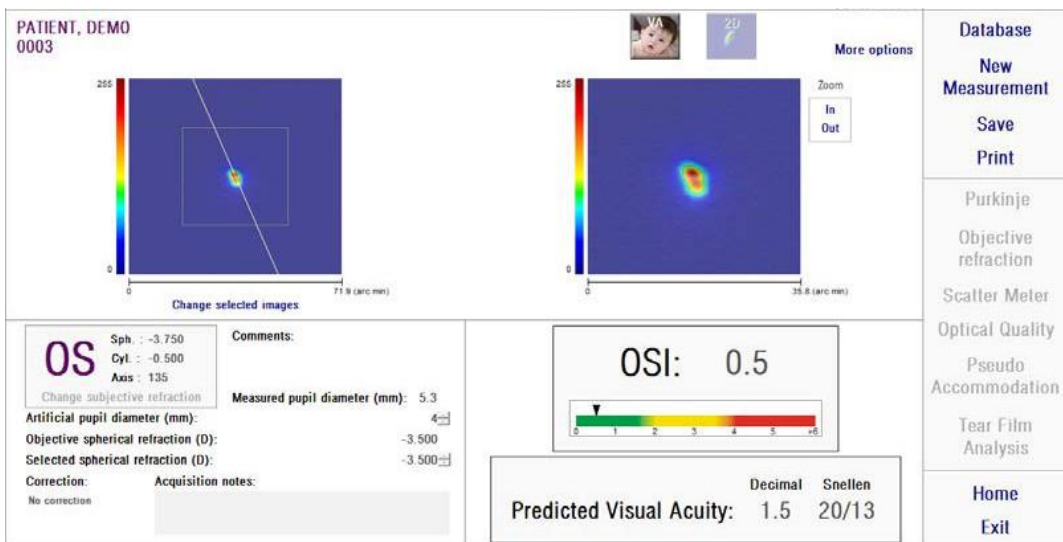 PATIENT, DEMO
0003
VA
2D
More options
255
0
0
71.9 (arc min)
Change selected images
255
0
0
35.8 (arc min)
Zoom
In
Out
OS
Sph. : -3.750
Cyl. : -0.500
Axis : 135
Change subjective refraction
Comments:
Measured pupil diameter (mm): 5.3
Artificial pupil diameter (mm): 4
Objective spherical refraction (D): -3.500
Selected spherical refraction (D): -3.500
Correction: Acquisition notes:
No correction
OSI: 0.5
0 1 2 3 4 5 +6
Decimal Snellen
Predicted Visual Acuity: 1.5 20/13
Database
New
Measurement
Save
Print
Purkinje
Objective
refraction
Scatter Meter
Optical Quality
Pseudo
Accommodation
Tear Film
Analysis
Home
Exit